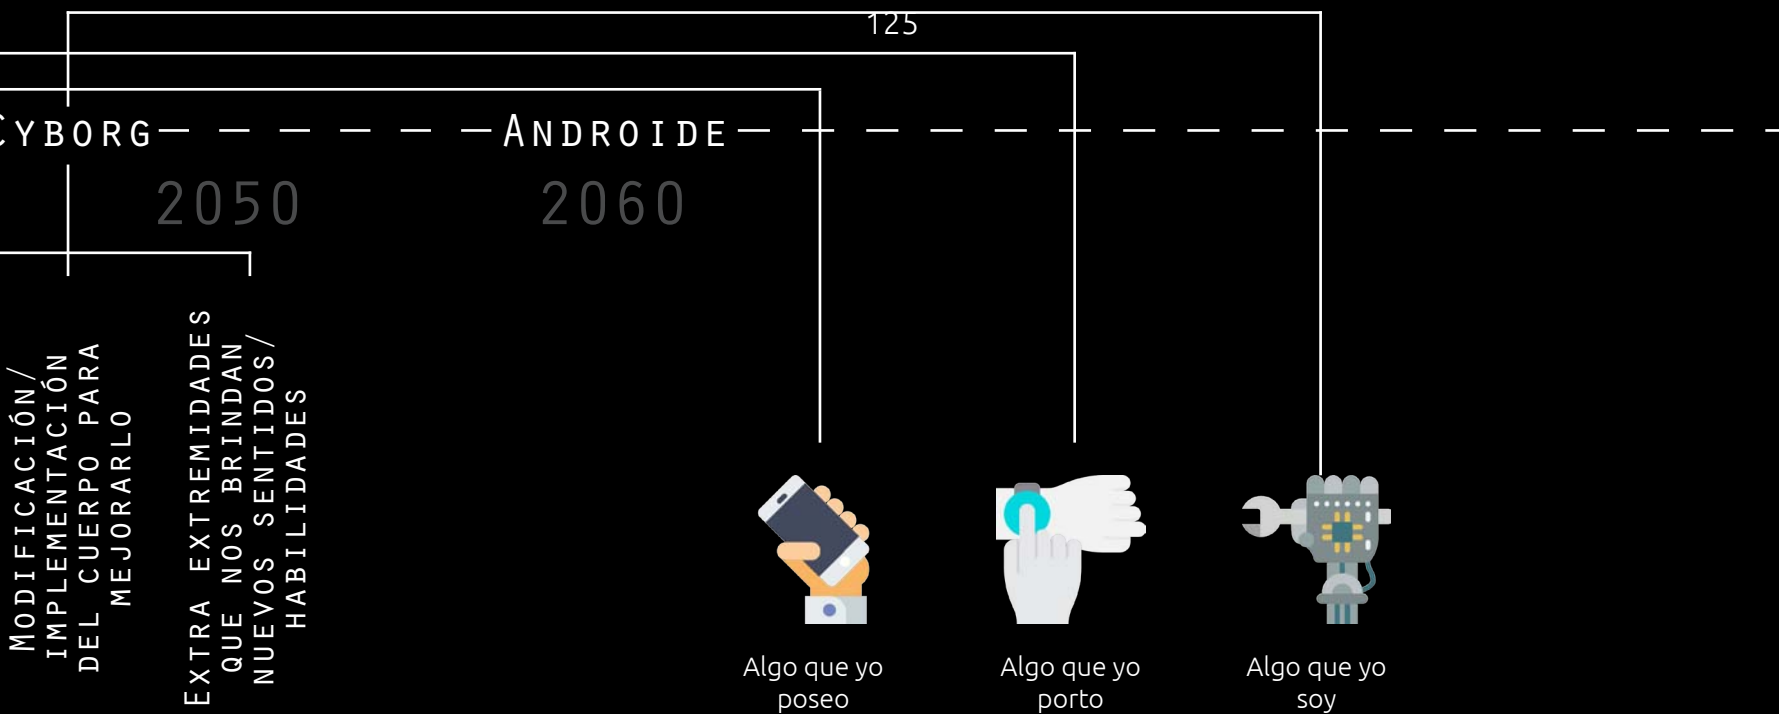 125
CYBORG
ANDROIDE
2050
2060
MODIFICACIÓN/
IMPLEMENTACIÓN
DEL CUERPO PARA
MEJORARLO
EXTRA EXTREMIDADES
QUE NOS BRINDAN
NUEVOS SENTIDOS/
HABILIDADES
Algo que yo
poseo
Algo que yo
porto
Algo que yo
soy